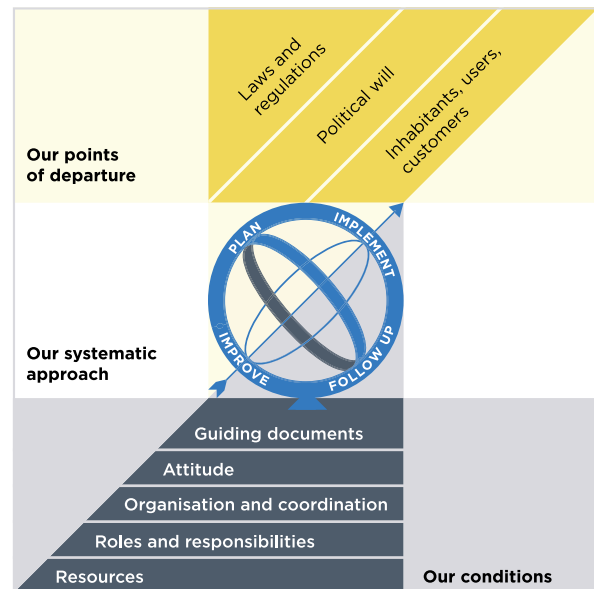 Laws and
regulations
Political will
Inhabitants, users,
customers
Our points
of departure
PLAN
IMPLEMENT
FOLLOW UP
IMPROVE
Our systematic
approach
Guiding documents
Attitude
Organisation and coordination
Roles and responsibilities
Resources
Our conditions